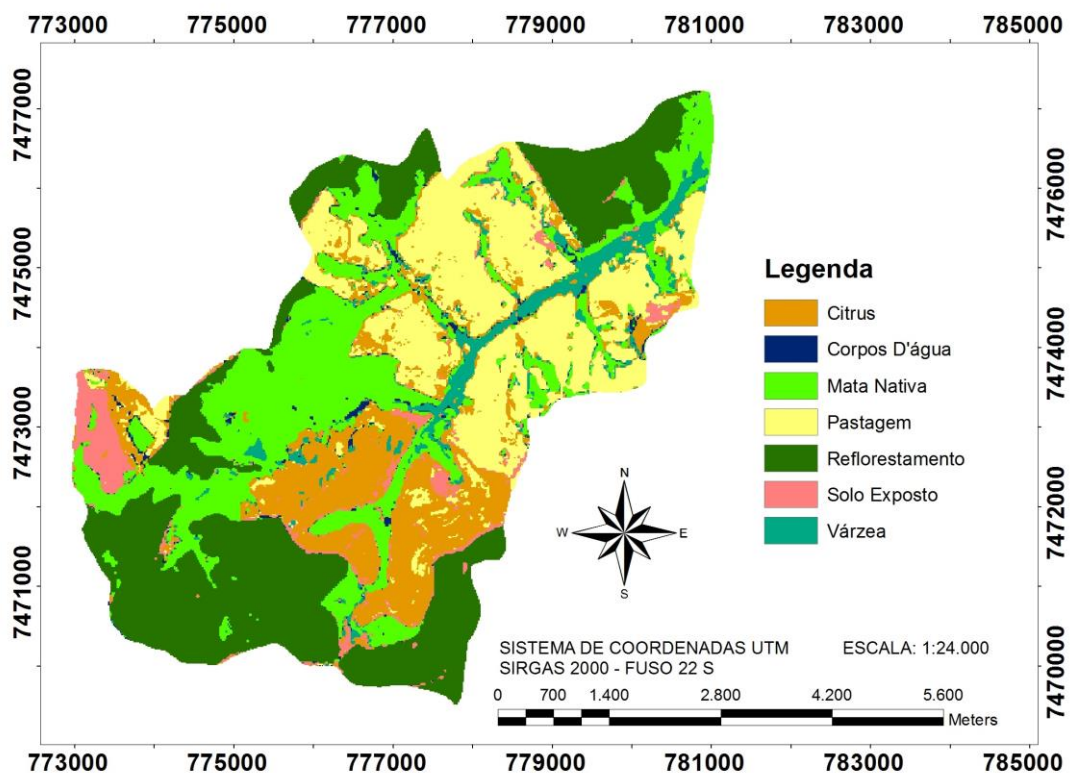 773000 775000 777000 779000 781000 783000 785000
7477000
7475000
7473000
7471000
7476000
7474000
7472000
7470000
Legenda
Citrus
Corpos D'água
Mata Nativa
Pastagem
Reflorestamento
Solo Exposto
Várzea
N
W E
S
SISTEMA DE COORDENADAS UTM ESCALA: 1:24.000
SIRGAS 2000 - FUSO 22 S
0 700 1.400 2.800 4.200 5.600
Meters
773000 775000 777000 779000 781000 783000 785000